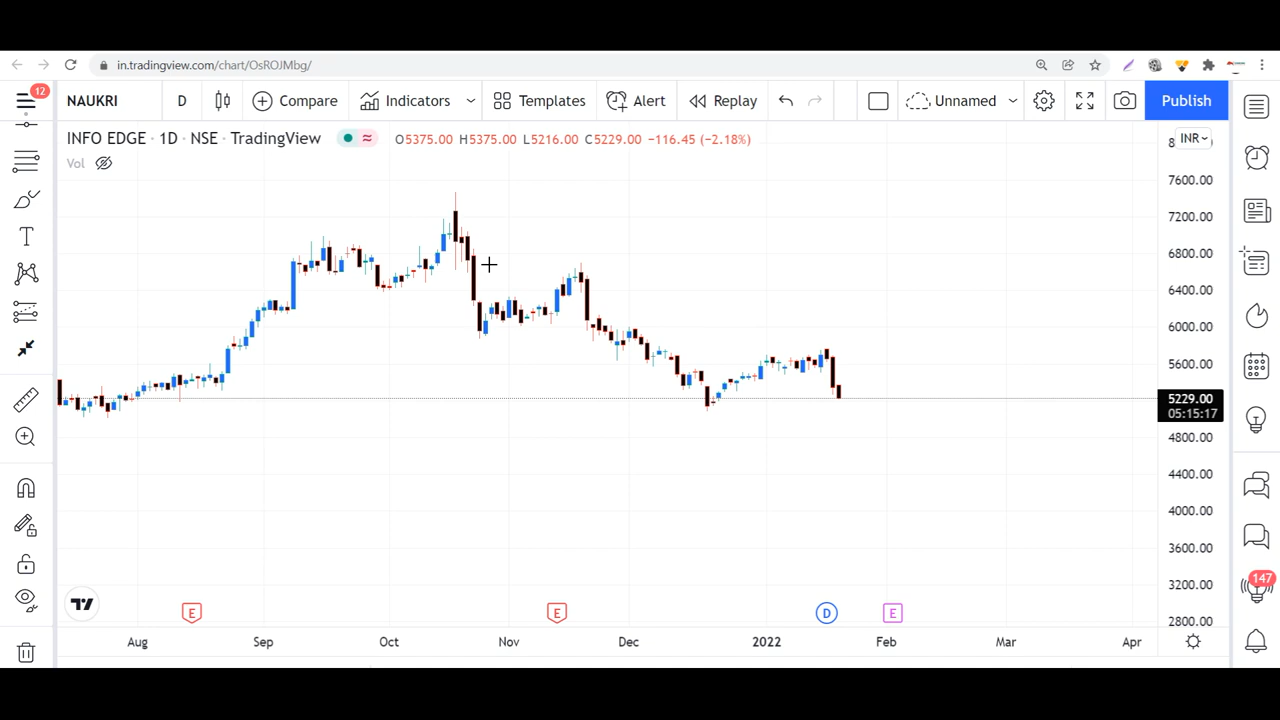 in.tradingview.com/chart/OsROJMbg/
12
NAUKRI D Compare Indicators Templates Alert Replay Unnamed Publish
INFO EDGE · 1D · NSE · TradingView O5375.00 H5375.00 L5216.00 C5229.00 −116.45 (−2.18%)
INR
Vol
7600.00
7200.00
6800.00
6400.00
6000.00
5600.00
5229.00
05:15:17
4800.00
4400.00
4000.00
3600.00
3200.00
2800.00
147
E E D E
Aug Sep Oct Nov Dec 2022 Feb Mar Apr